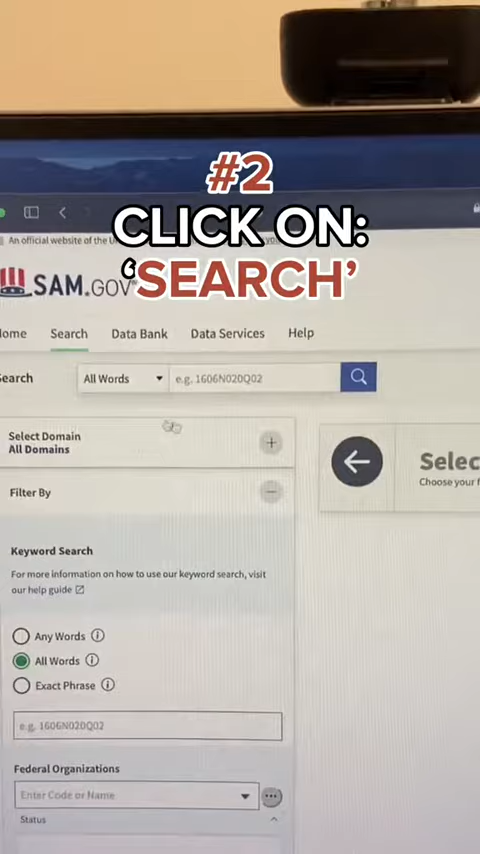 #2
CLICK ON:
‘SEARCH’
An official website of the
SAM.GOV
Home
Search
Data Bank
Data Services
Help
Search
All Words
e.g. 1606N020Q02
Select Domain
All Domains
Filter By
Selec
Choose your f
Keyword Search
For more information on how to use our keyword search, visit
our help guide
Any Words
All Words
Exact Phrase
e.g. 1606N020Q02
Federal Organizations
Enter Code or Name
Status